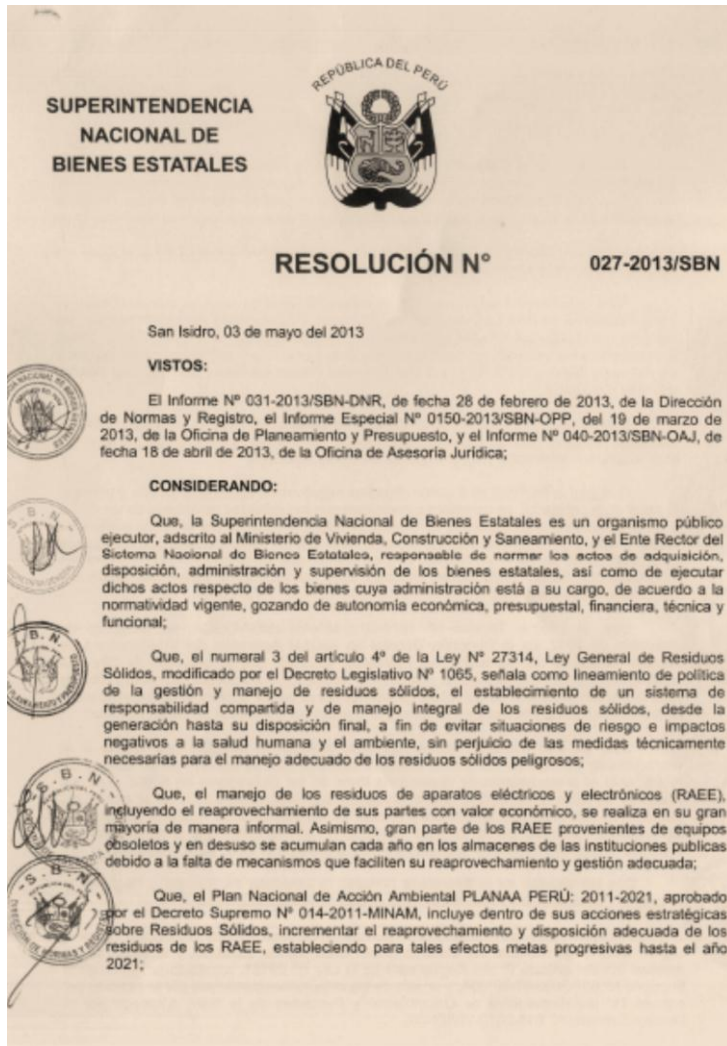 REPÚBLICA DEL PERÚ
SUPERINTENDENCIA
NACIONAL DE
BIENES ESTATALES
RESOLUCIÓN N° 027-2013/SBN
San Isidro, 03 de mayo del 2013
VISTOS:
El Informe Nº 031-2013/SBN-DNR, de fecha 28 de febrero de 2013, de la Dirección
de Normas y Registro, el Informe Especial Nº 0150-2013/SBN-OPP, del 19 de marzo de
2013, de la Oficina de Planeamiento y Presupuesto, y el Informe Nº 040-2013/SBN-OAJ, de
fecha 18 de abril de 2013, de la Oficina de Asesoría Jurídica;
CONSIDERANDO:
Que, la Superintendencia Nacional de Bienes Estatales es un organismo público
ejecutor, adscrito al Ministerio de Vivienda, Construcción y Saneamiento, y el Ente Rector del
Sistema Nacional de Bienes Estatales, responsable de normar los actos de adquisición,
disposición, administración y supervisión de los bienes estatales, así como de ejecutar
dichos actos respecto de los bienes cuya administración está a su cargo, de acuerdo a la
normatividad vigente, gozando de autonomía económica, presupuestal, financiera, técnica y
funcional;
Que, el numeral 3 del artículo 4º de la Ley Nº 27314, Ley General de Residuos
Sólidos, modificado por el Decreto Legislativo Nº 1065, señala como lineamiento de política
de la gestión y manejo de residuos sólidos, el establecimiento de un sistema de
responsabilidad compartida y de manejo integral de los residuos sólidos, desde la
generación hasta su disposición final, a fin de evitar situaciones de riesgo e impactos
negativos a la salud humana y el ambiente, sin perjuicio de las medidas técnicamente
necesarias para el manejo adecuado de los residuos sólidos peligrosos;
Que, el manejo de los residuos de aparatos eléctricos y electrónicos (RAEE),
incluyendo el reaprovechamiento de sus partes con valor económico, se realiza en su gran
mayoría de manera informal. Asimismo, gran parte de los RAEE provenientes de equipos
obsoletos y en desuso se acumulan cada año en los almacenes de las instituciones publicas
debido a la falta de mecanismos que faciliten su reaprovechamiento y gestión adecuada;
Que, el Plan Nacional de Acción Ambiental PLANAA PERÚ: 2011-2021, aprobado
por el Decreto Supremo Nº 014-2011-MINAM, incluye dentro de sus acciones estratégicas
sobre Residuos Sólidos, incrementar el reaprovechamiento y disposición adecuada de los
residuos de los RAEE, estableciendo para tales efectos metas progresivas hasta el año
2021;
S.B.N.
S.B.N.
S.B.N.
S.B.N.